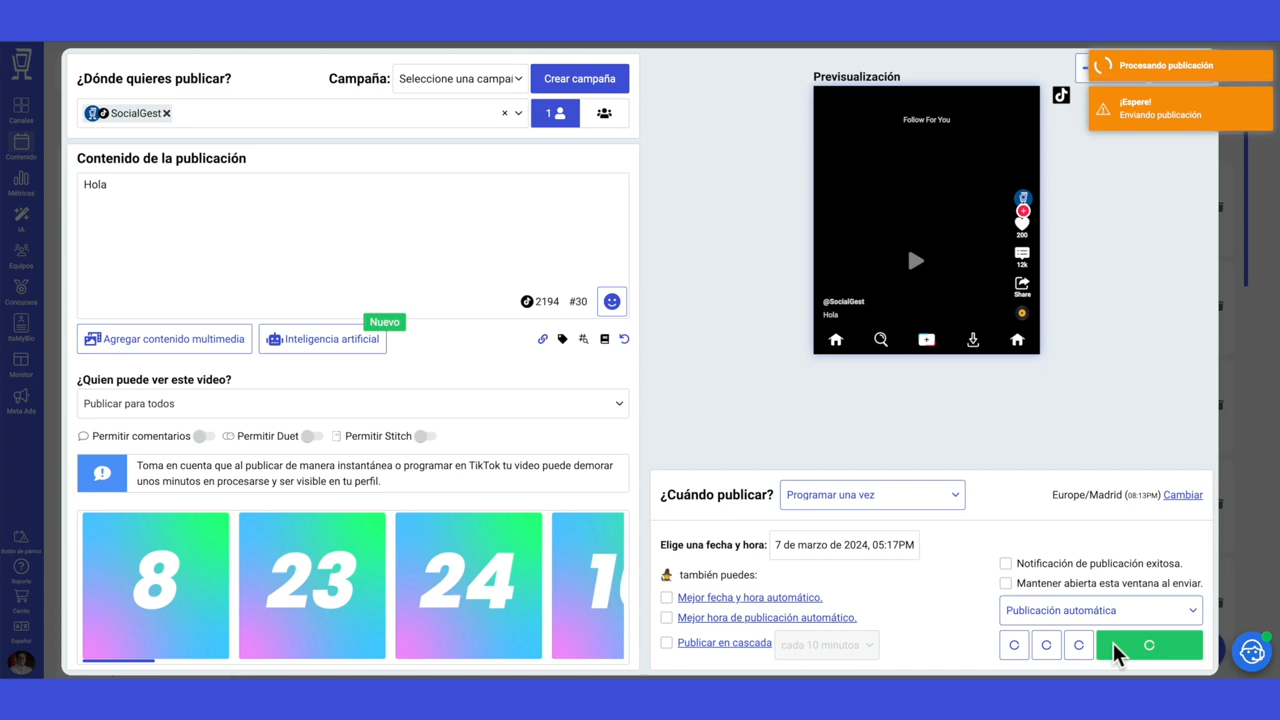 Canales
Contenido
Métricas
IA
Equipos
Concursos
ItsMyBio
Monitor
Meta Ads
Botón de pánico
Soporte
Carrito
Español
¿Dónde quieres publicar?
Campaña:
Seleccione una campai
Crear campaña
SocialGest
1
Contenido de la publicación
Hola
2194 #30
Nuevo
Agregar contenido multimedia
Inteligencia artificial
¿Quien puede ver este video?
Publicar para todos
Permitir comentarios
Permitir Duet
Permitir Stitch
Toma en cuenta que al publicar de manera instantánea o programar en TikTok tu video puede demorar
unos minutos en procesarse y ser visible en tu perfil.
8
23
24
Previsualización
Follow For You
200
12k
Share
@SocialGest
Hola
Procesando publicación
¡Espere!
Enviando publicación
¿Cuándo publicar?
Programar una vez
Europe/Madrid (08:13PM) Cambiar
Elige una fecha y hora:
7 de marzo de 2024, 05:17PM
también puedes:
Mejor fecha y hora automático.
Mejor hora de publicación automático.
Publicar en cascada
cada 10 minutos
Notificación de publicación exitosa.
Mantener abierta esta ventana al enviar.
Publicación automática